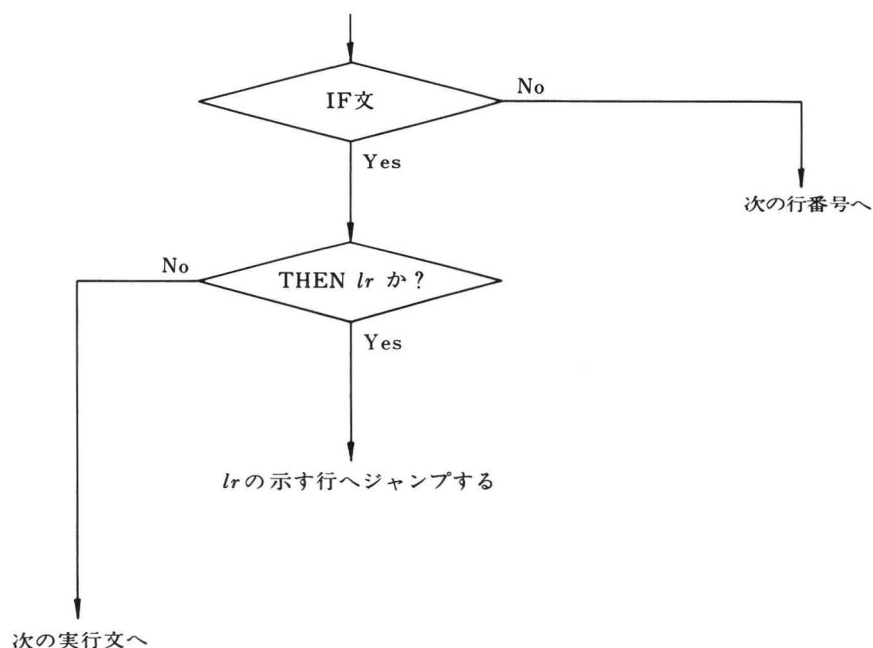 IF文
No
Yes
次の行番号へ
No
THEN lr か?
Yes
lrの示す行へジャンプする
次の実行文へ